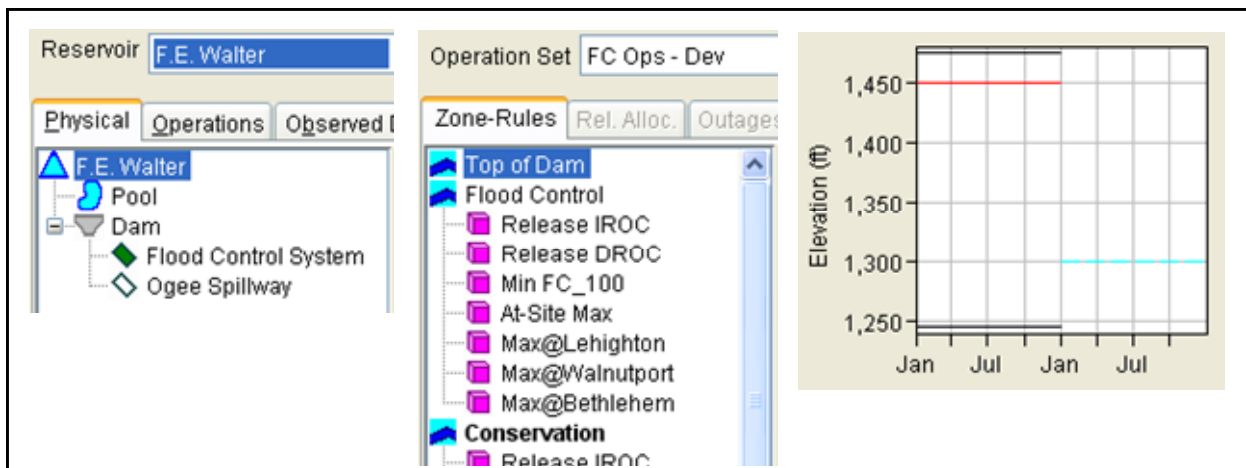 Reservoir F.E. Walter
Physical Operations Observed D
F.E. Walter
Pool
Dam
Flood Control System
Ogee Spillway
Operation Set FC Ops - Dev
Zone-Rules Rel. Alloc. Outages
Top of Dam
Flood Control
Release IROC
Release DROC
Min FC_100
At-Site Max
Max@Lehighton
Max@Walnutport
Max@Bethlehem
Conservation
Release IROC
Elevation (ft)
1,450
1,400
1,350
1,300
1,250
Jan Jul Jan Jul